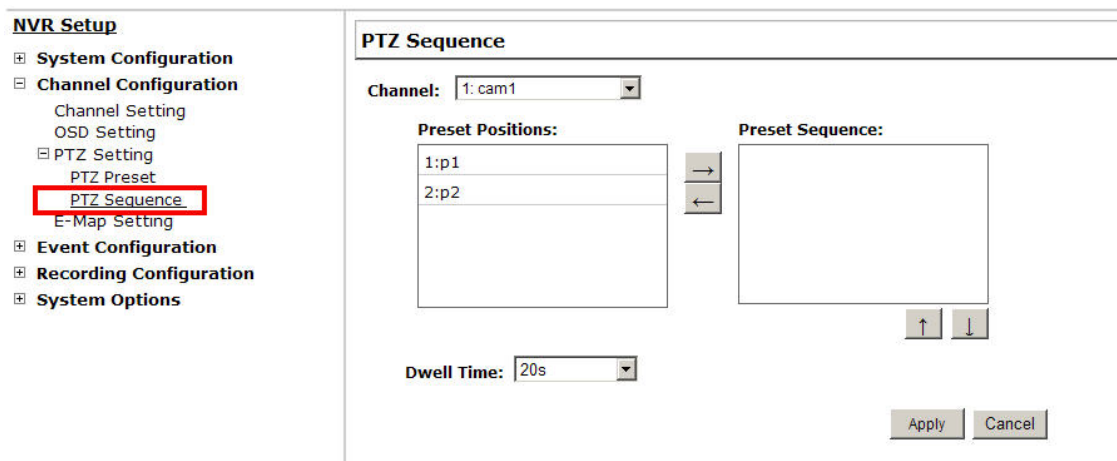 NVR Setup
System Configuration
Channel Configuration
Channel Setting
OSD Setting
PTZ Setting
PTZ Preset
PTZ Sequence
E-Map Setting
Event Configuration
Recording Configuration
System Options
PTZ Sequence
Channel: 1: cam1
Preset Positions: Preset Sequence:
1:p1
→
2:p2
←
↑ ↓
Dwell Time: 20s
Apply Cancel